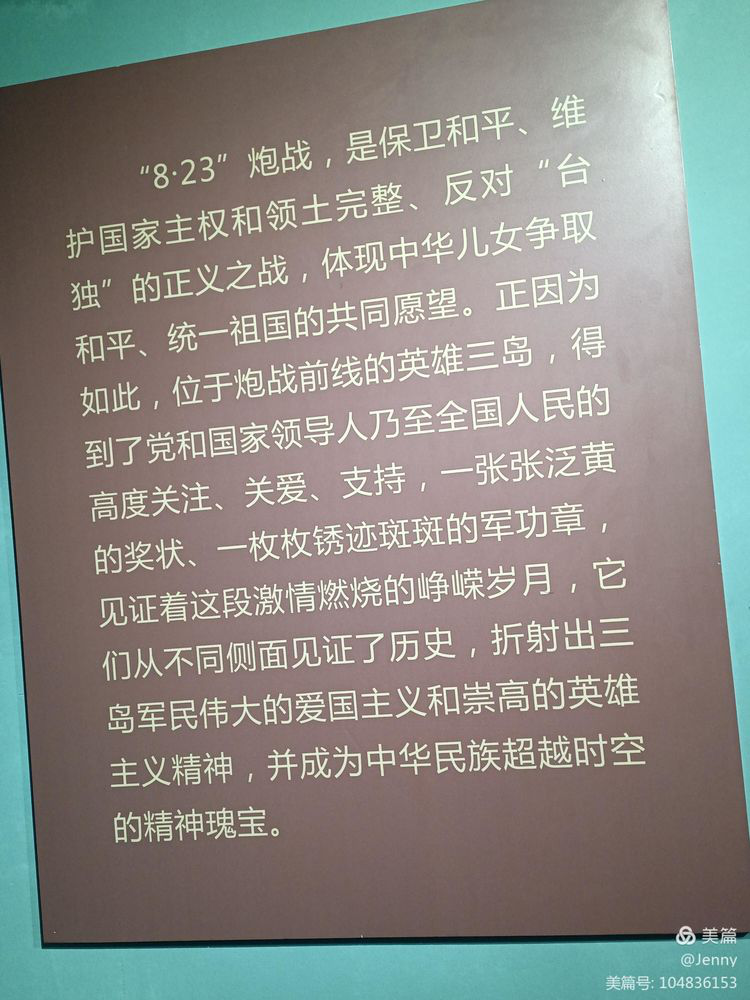 “8·23”炮战，是保卫和平、维
护国家主权和领土完整、反对“台
独”的正义之战，体现中华儿女争取
和平、统一祖国的共同愿望。正因为
如此，位于炮战前线的英雄三岛，得
到了党和国家领导人乃至全国人民的
高度关注、关爱、支持，一张张泛黄
的奖状、一枚枚锈迹斑斑的军功章，
见证着这段激情燃烧的峥嵘岁月，它
们从不同侧面见证了历史，折射出三
岛军民伟大的爱国主义和崇高的英雄
主义精神，并成为中华民族超越时空
的精神瑰宝。
美篇
@Jenny
美篇号: 104836153